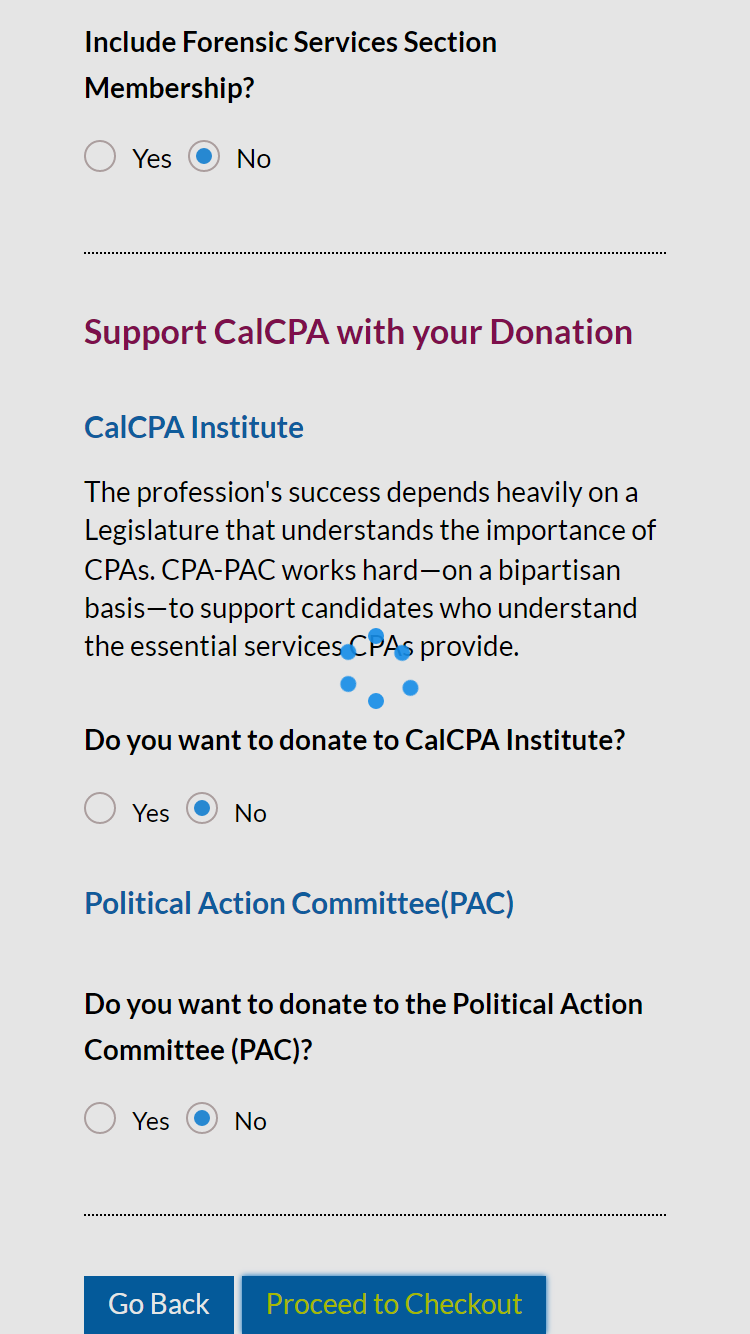 Include Forensic Services Section
Membership?
Yes No
Support CalCPA with your Donation
CalCPA Institute
The profession's success depends heavily on a
Legislature that understands the importance of
CPAs. CPA-PAC works hard—on a bipartisan
basis—to support candidates who understand
the essential services CPAs provide.
Do you want to donate to CalCPA Institute?
Yes No
Political Action Committee(PAC)
Do you want to donate to the Political Action
Committee (PAC)?
Yes No
Go Back Proceed to Checkout